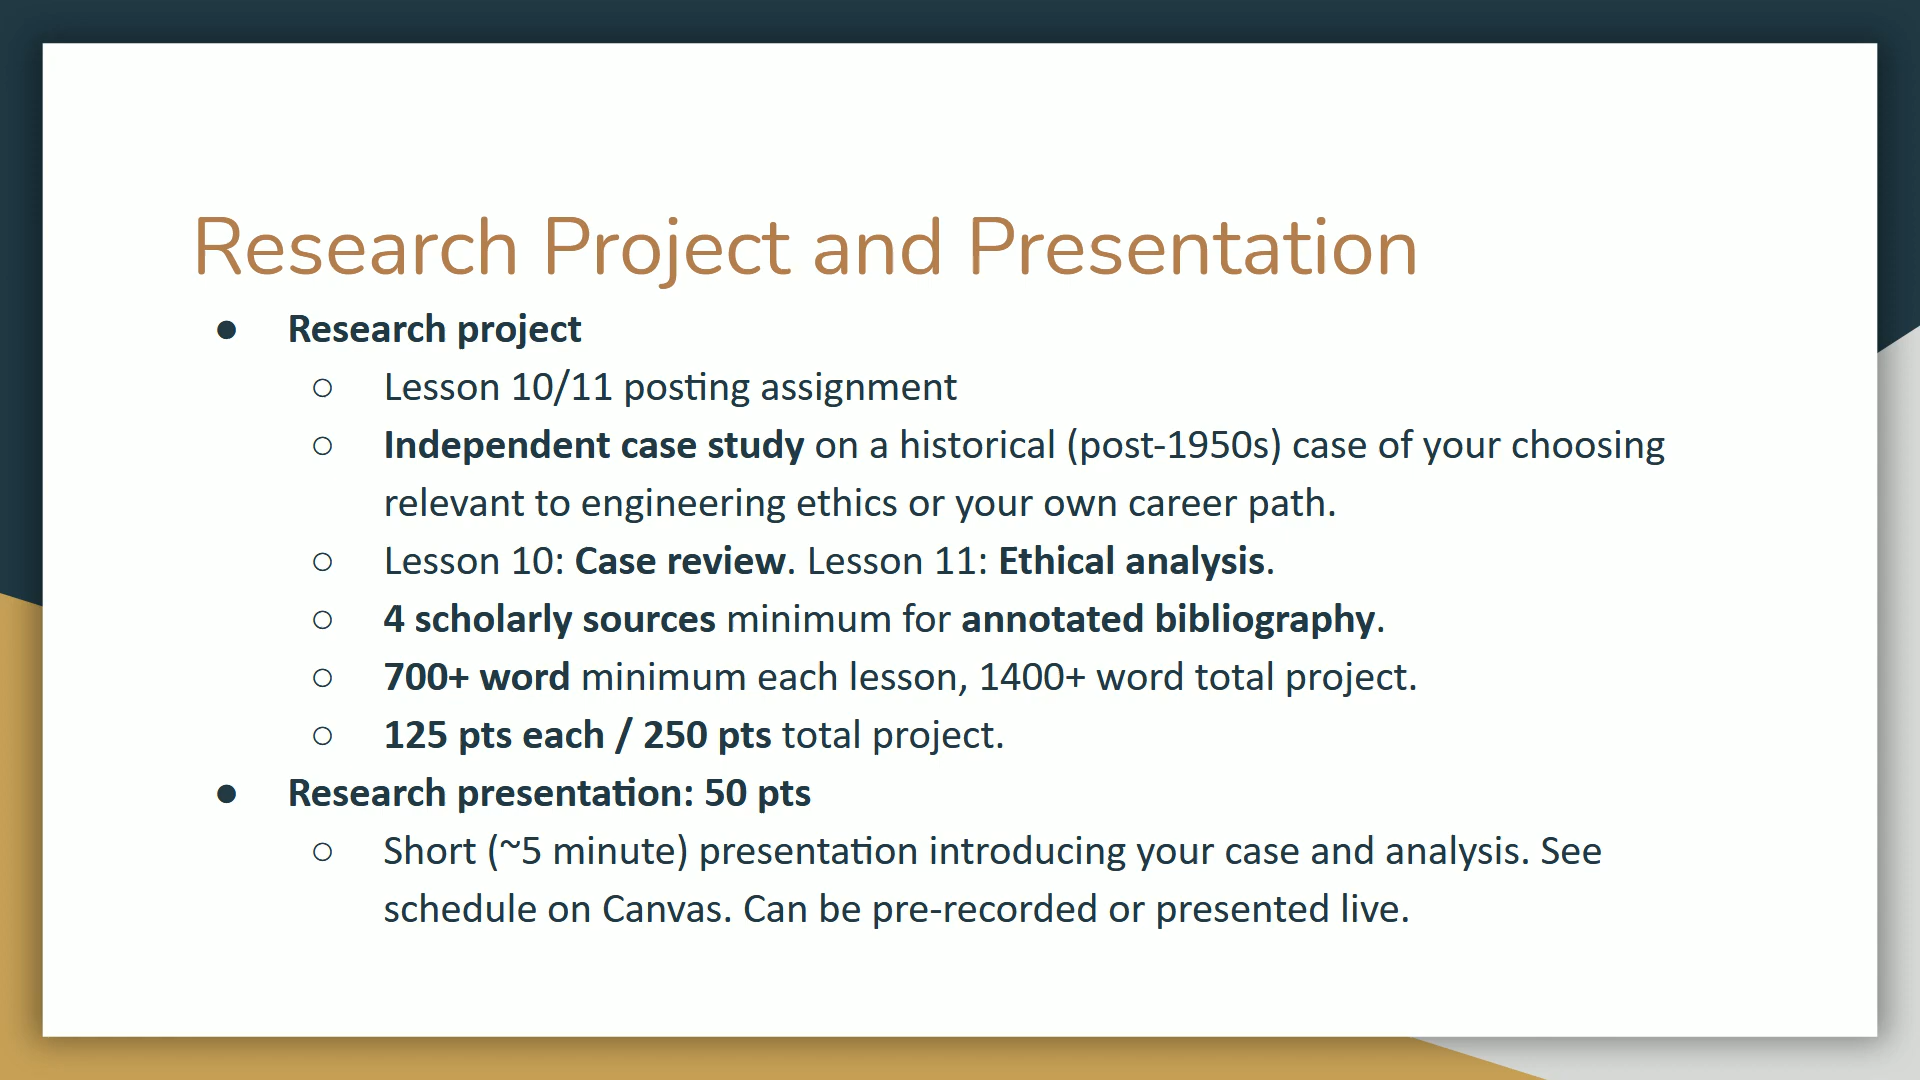 Research Project and Presentation
● Research project
○ Lesson 10/11 posting assignment
○ Independent case study on a historical (post-1950s) case of your choosing
relevant to engineering ethics or your own career path.
○ Lesson 10: Case review. Lesson 11: Ethical analysis.
○ 4 scholarly sources minimum for annotated bibliography.
○ 700+ word minimum each lesson, 1400+ word total project.
○ 125 pts each / 250 pts total project.
● Research presentation: 50 pts
○ Short (~5 minute) presentation introducing your case and analysis. See
schedule on Canvas. Can be pre-recorded or presented live.